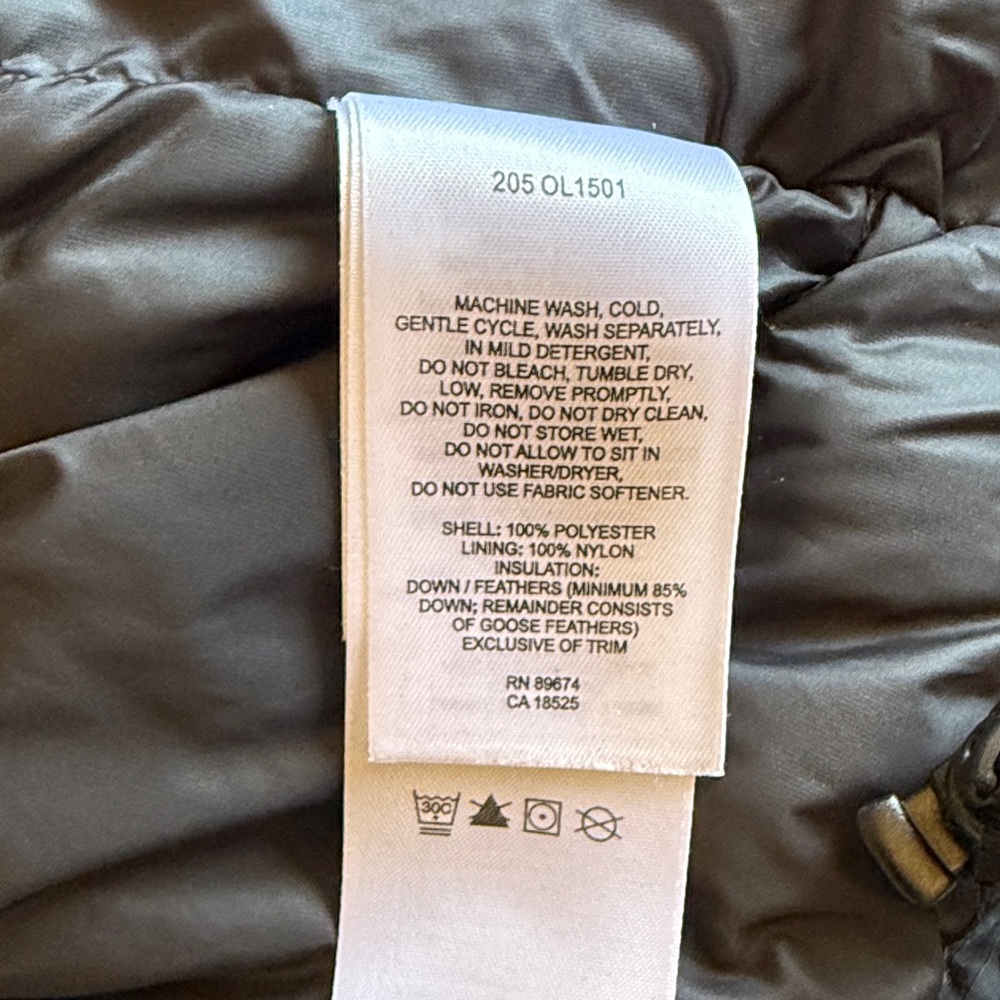 205 OL1501
MACHINE WASH, COLD,
GENTLE CYCLE, WASH SEPARATELY,
IN MILD DETERGENT,
DO NOT BLEACH, TUMBLE DRY,
LOW, REMOVE PROMPTLY,
DO NOT IRON, DO NOT DRY CLEAN,
DO NOT STORE WET,
DO NOT ALLOW TO SIT IN
WASHER/DRYER,
DO NOT USE FABRIC SOFTENER.
SHELL: 100% POLYESTER
LINING: 100% NYLON
INSULATION:
DOWN / FEATHERS (MINIMUM 85%
DOWN; REMAINDER CONSISTS
OF GOOSE FEATHERS)
EXCLUSIVE OF TRIM
RN 89674
CA 18525
30C